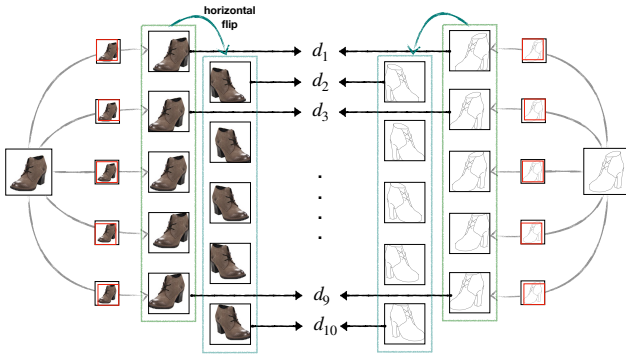 horizontal
flip
d1
d2
d3
.
.
.
.
d9
d10